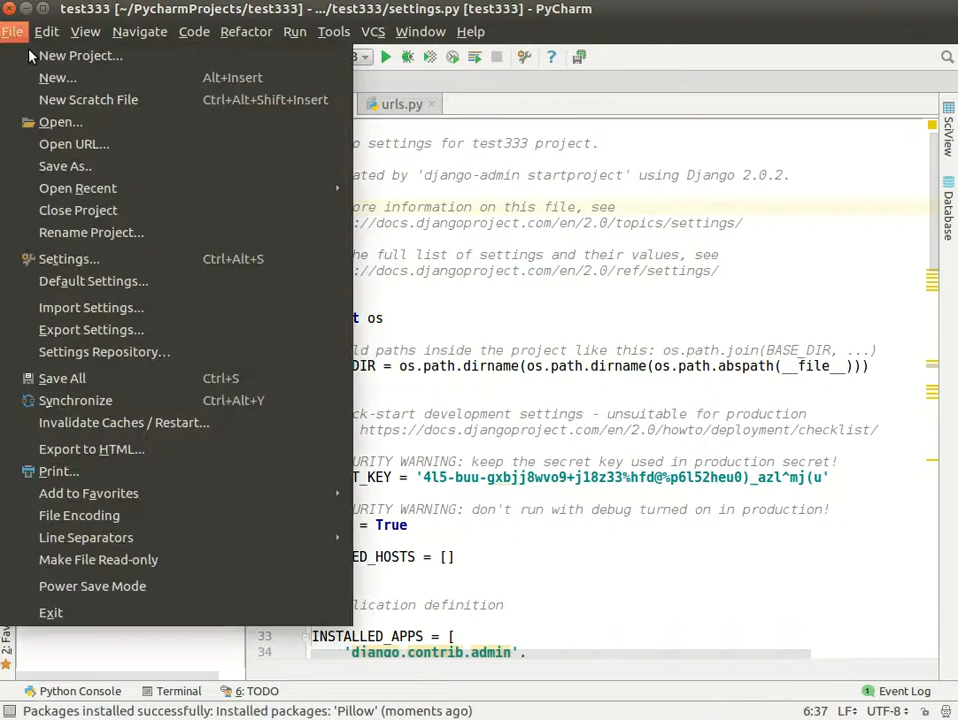 test333 [~/PycharmProjects/test333] - .../test333/settings.py [test333] - PyCharm
File Edit View Navigate Code Refactor Run Tools VCS Window Help
New Project...
New... Alt+Insert
New Scratch File Ctrl+Alt+Shift+Insert
Open...
Open URL...
Save As..
Open Recent
Close Project
Rename Project...
Settings... Ctrl+Alt+S
Default Settings...
Import Settings...
Export Settings...
Settings Repository...
Save All Ctrl+S
Synchronize Ctrl+Alt+Y
Invalidate Caches / Restart...
Export to HTML...
Print...
Add to Favorites
File Encoding
Line Separators
Make File Read-only
Power Save Mode
Exit
3
urls.py
o settings for test333 project.
ated by 'django-admin startproject' using Django 2.0.2.
ore information on this file, see
://docs.djangoproject.com/en/2.0/topics/settings/
he full list of settings and their values, see
://docs.djangoproject.com/en/2.0/ref/settings/
t os
ld paths inside the project like this: os.path.join(BASE_DIR, ...)
DIR = os.path.dirname(os.path.dirname(os.path.abspath(__file__)))
ck-start development settings - unsuitable for production
https://docs.djangoproject.com/en/2.0/howto/deployment/checklist/
URITY WARNING: keep the secret key used in production secret!
T_KEY = '4l5-buu-gxbjj8wvo9+j18z33%hfd@%p6l52heu0)_azl^mj(u'
URITY WARNING: don't run with debug turned on in production!
= True
ED_HOSTS = []
lication definition
33 INSTALLED_APPS = [
34 'django.contrib.admin',
SciView
Database
2: Fav
Python Console Terminal 6: TODO 1 Event Log
Packages installed successfully: Installed packages: 'Pillow' (moments ago) 6:37 LF UTF-8